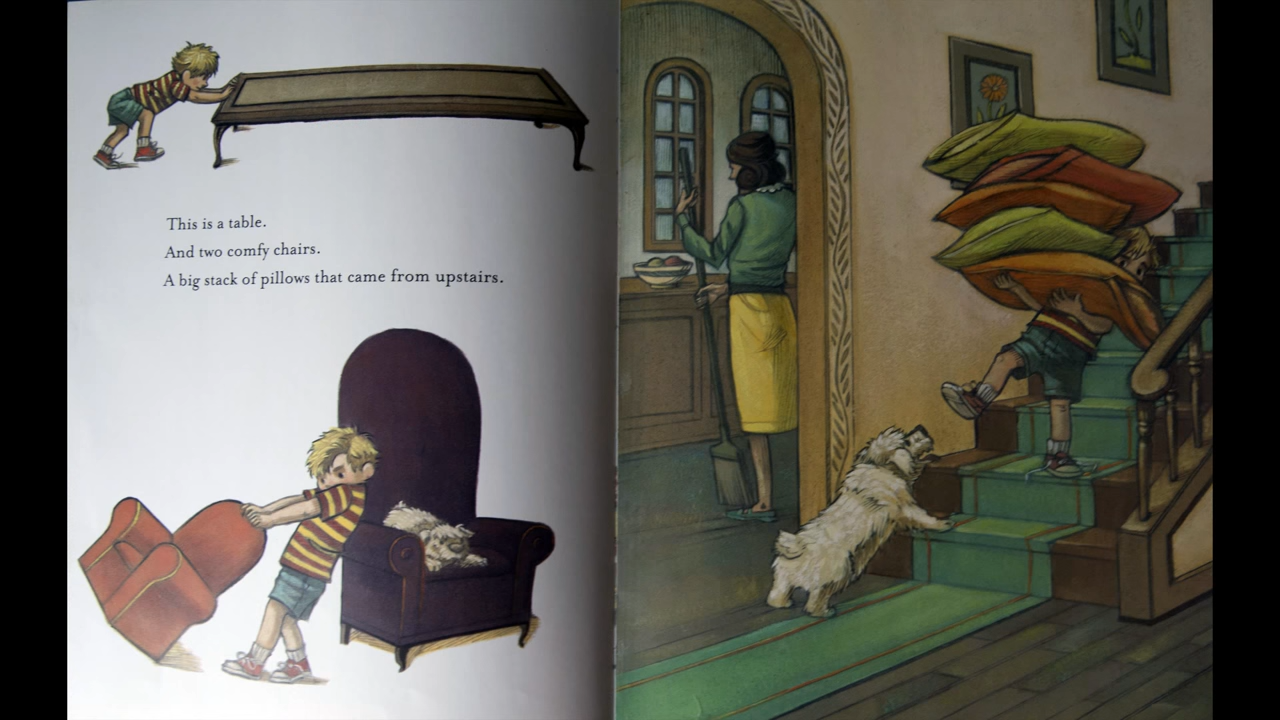 This is a table.
And two comfy chairs.
A big stack of pillows that came from upstairs.